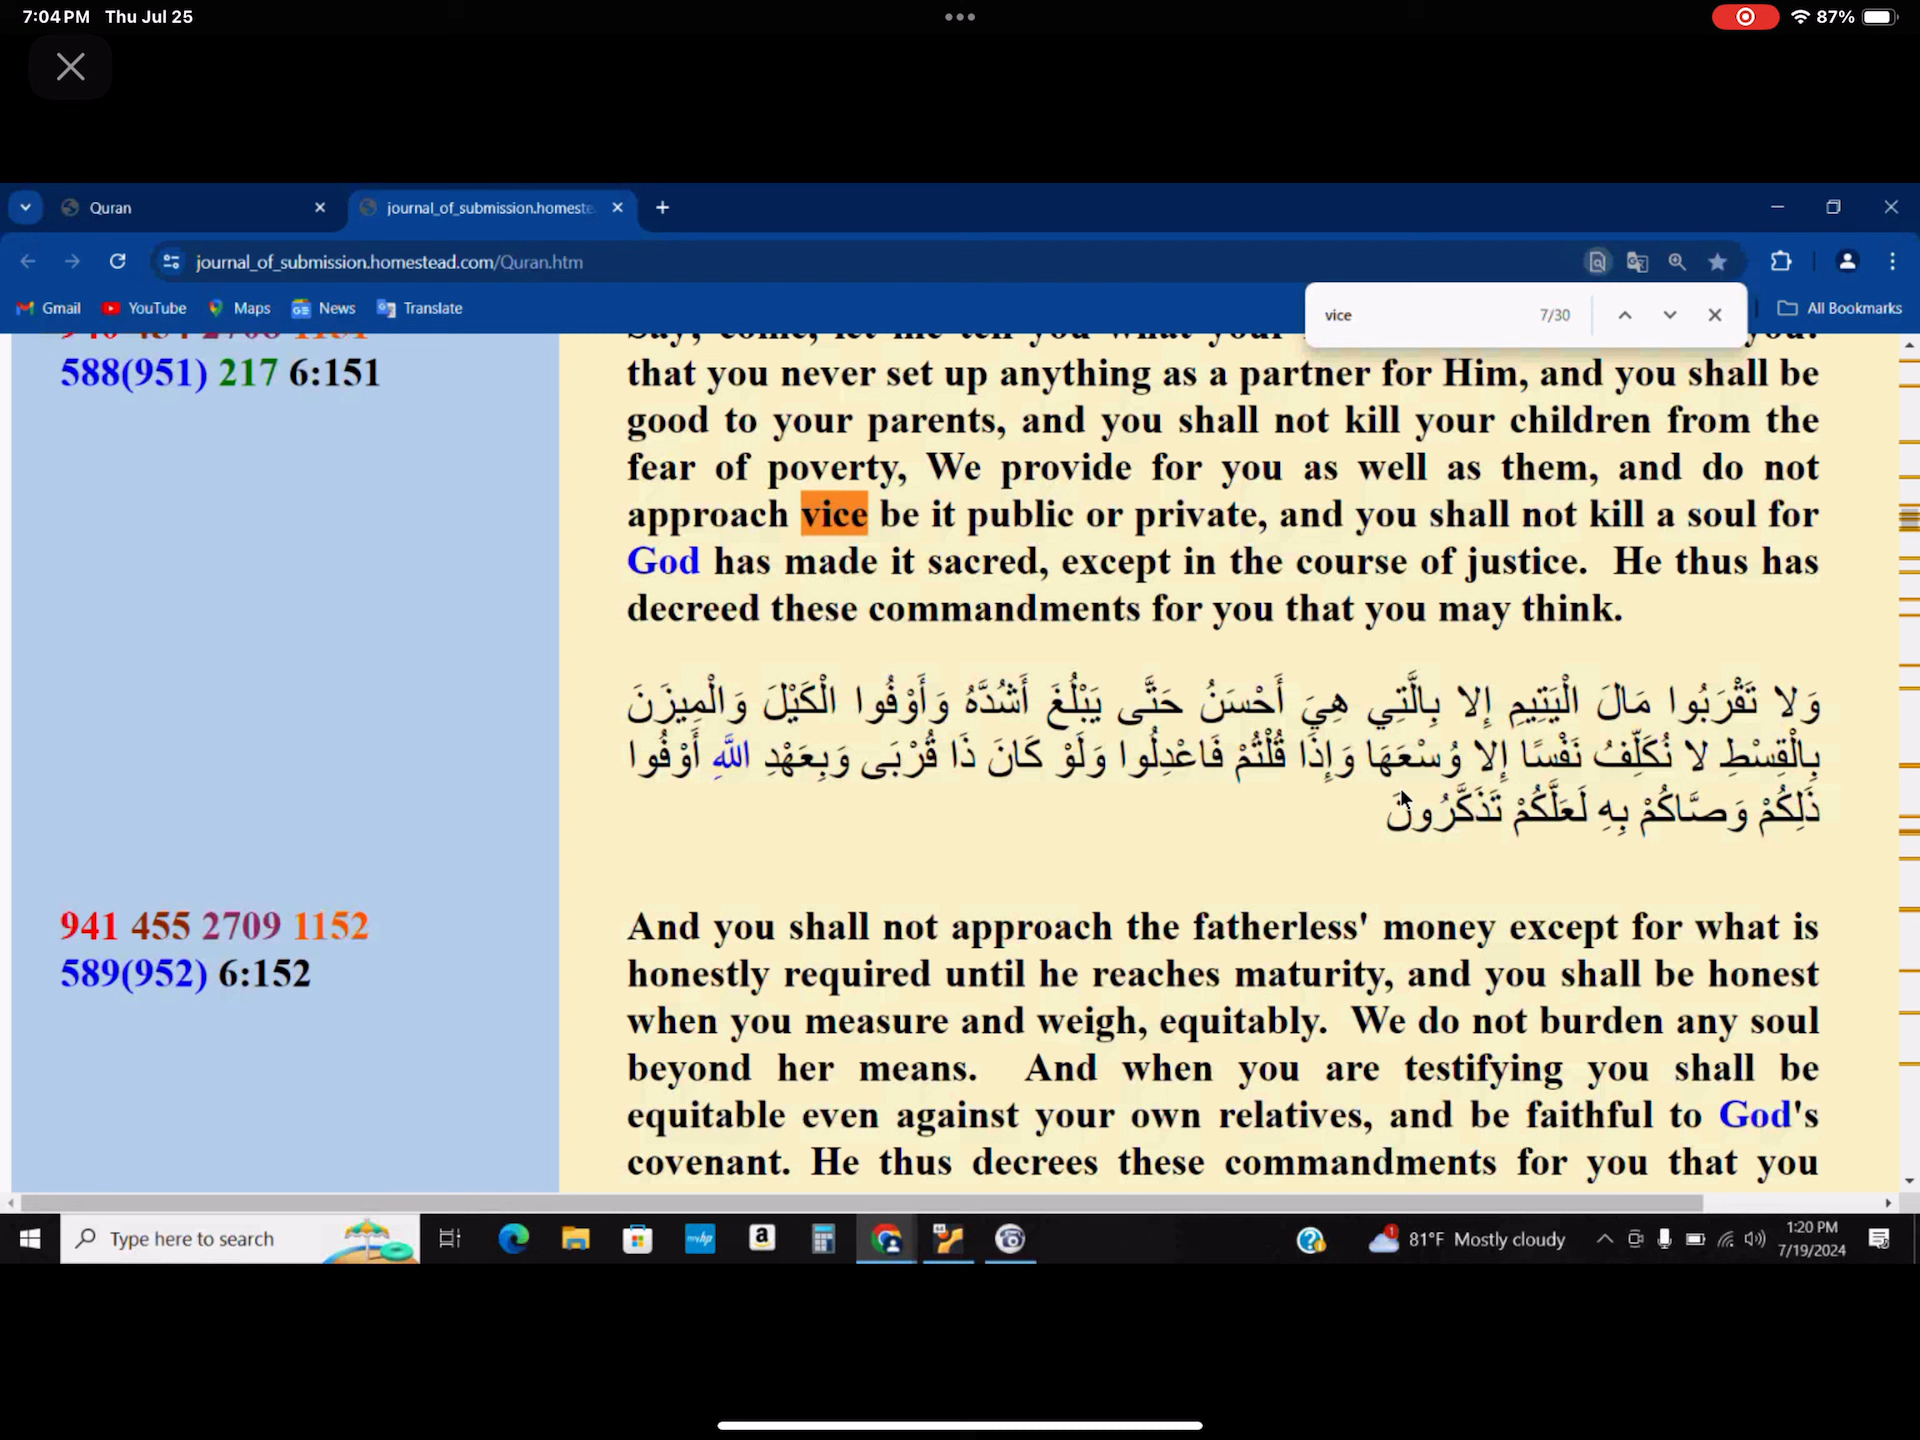 7:04 PM Thu Jul 25
87%
Quran
journal_of_submission.homeste
journal_of_submission.homestead.com/Quran.htm
Gmail YouTube Maps News Translate
All Bookmarks
vice 7/30
588(951) 217 6:151
that you never set up anything as a partner for Him, and you shall be
good to your parents, and you shall not kill your children from the
fear of poverty, We provide for you as well as them, and do not
approach vice be it public or private, and you shall not kill a soul for
God has made it sacred, except in the course of justice. He thus has
decreed these commandments for you that you may think.
وَلا تَقْرَبُوا مَالَ الْيَتِيمِ إِلا بِالَّتِي هِيَ أَحْسَنُ حَتَّى يَبْلُغَ أَشُدَّهُ وَأَوْفُوا الْكَيْلَ وَالْمِيزَنَ
بِالْقِسْطِ لا نُكَلِّفُ نَفْسًا إِلا وُسْعَهَا وَإِذَا قُلْتُمْ فَاعْدِلُوا وَلَوْ كَانَ ذَا قُرْبَى وَبِعَهْدِ اللَّهِ أَوْفُوا
ذَلِكُمْ وَصَّاكُمْ بِهِ لَعَلَّكُمْ تَذَكَّرُونَ
941 455 2709 1152
589(952) 6:152
And you shall not approach the fatherless' money except for what is
honestly required until he reaches maturity, and you shall be honest
when you measure and weigh, equitably. We do not burden any soul
beyond her means. And when you are testifying you shall be
equitable even against your own relatives, and be faithful to God's
covenant. He thus decrees these commandments for you that you
Type here to search
81°F Mostly cloudy
1:20 PM
7/19/2024